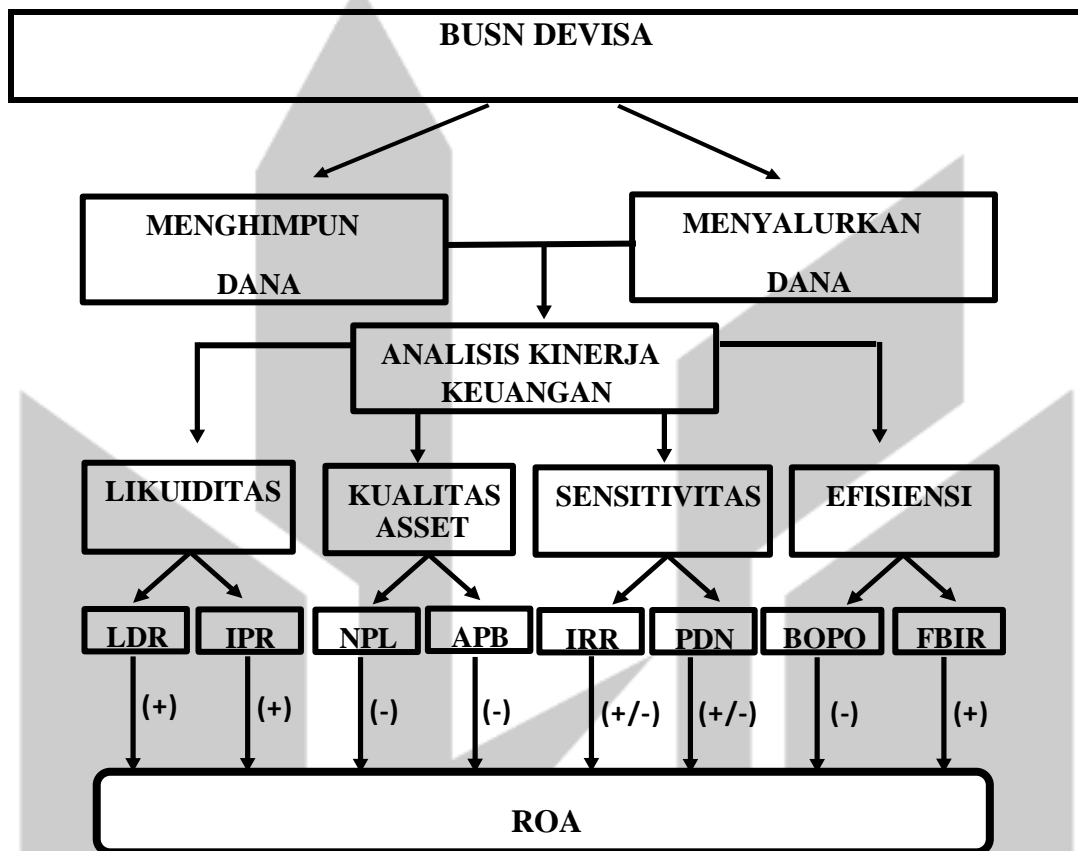 BUSN DEVISA
MENGHIMPUN
DANA
MENYALURKAN
DANA
ANALISIS KINERJA
KEUANGAN
LIKUIDITAS
KUALITAS
ASSET
SENSITIVITAS
EFISIENSI
LDR
IPR
NPL
APB
IRR
PDN
BOPO
FBIR
(+)
(+)
(-)
(-)
(+/-)
(+/-)
(-)
(+)
ROA